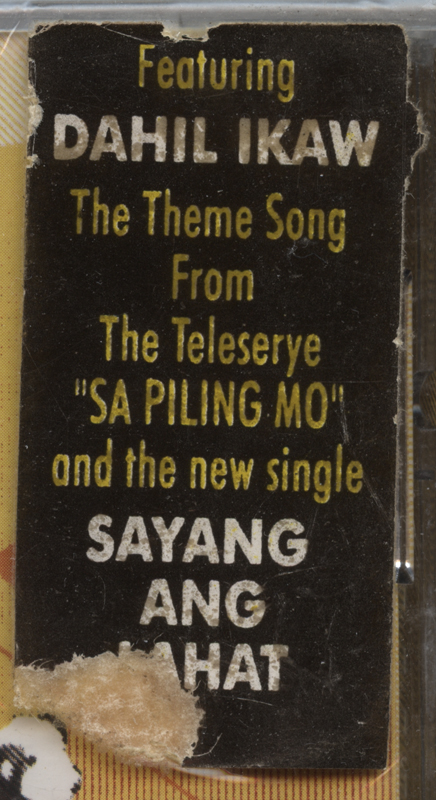 Featuring
DAHIL IKAW
The Theme Song
From
The Teleserye
"SA PILING MO"
and the new single
SAYANG
ANG
LAHAT